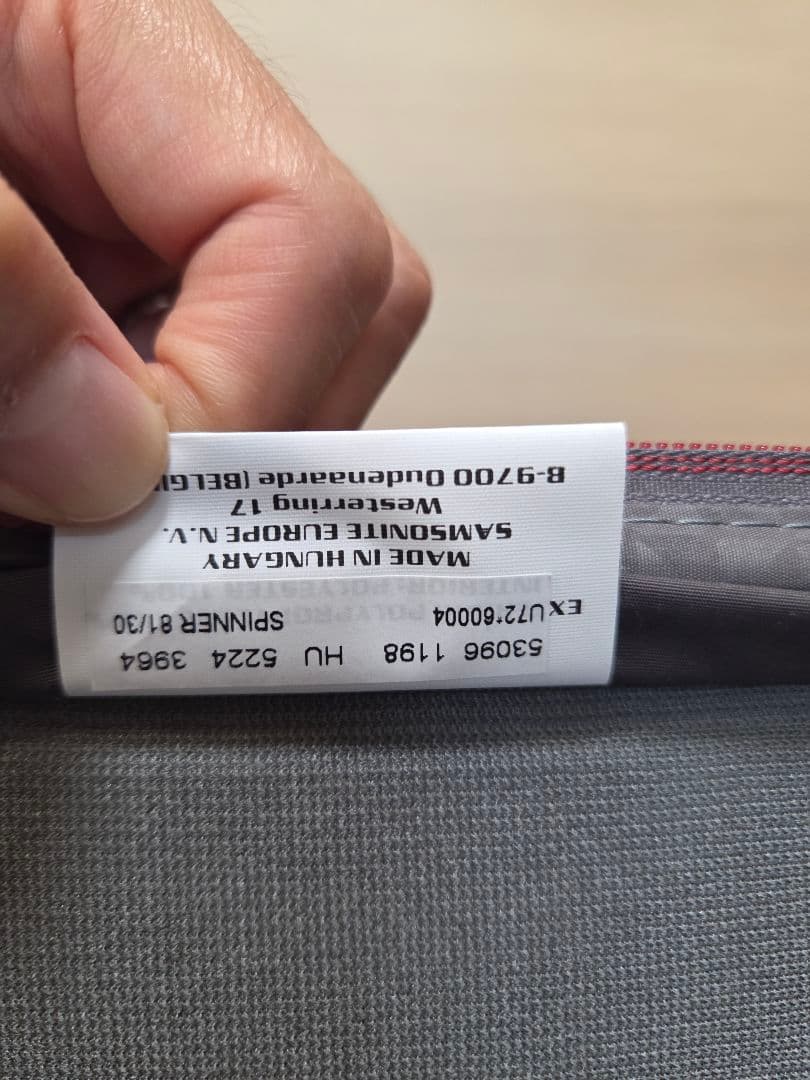 53096 1198 HU 5224 3964
EX U72*60004 SPINNER 81/30
MADE IN HUNGARY
SAMSONITE EUROPE N.V.
Westerring 17
B-9700 Oudenaarde (BELGI